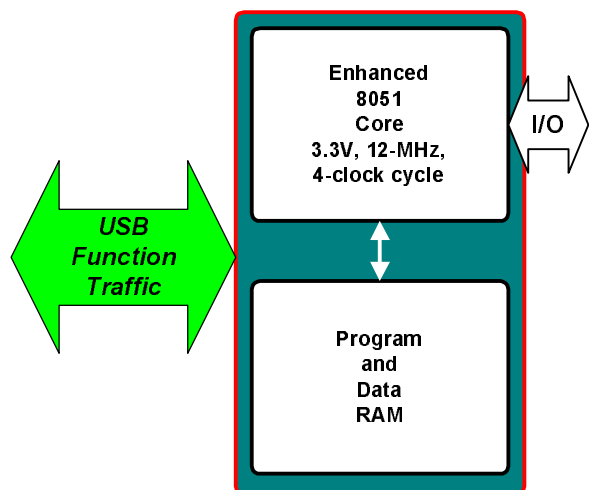 Enhanced
8051
Core
3.3V, 12-MHz,
4-clock cycle
I/O
USB
Function
Traffic
Program
and
Data
RAM